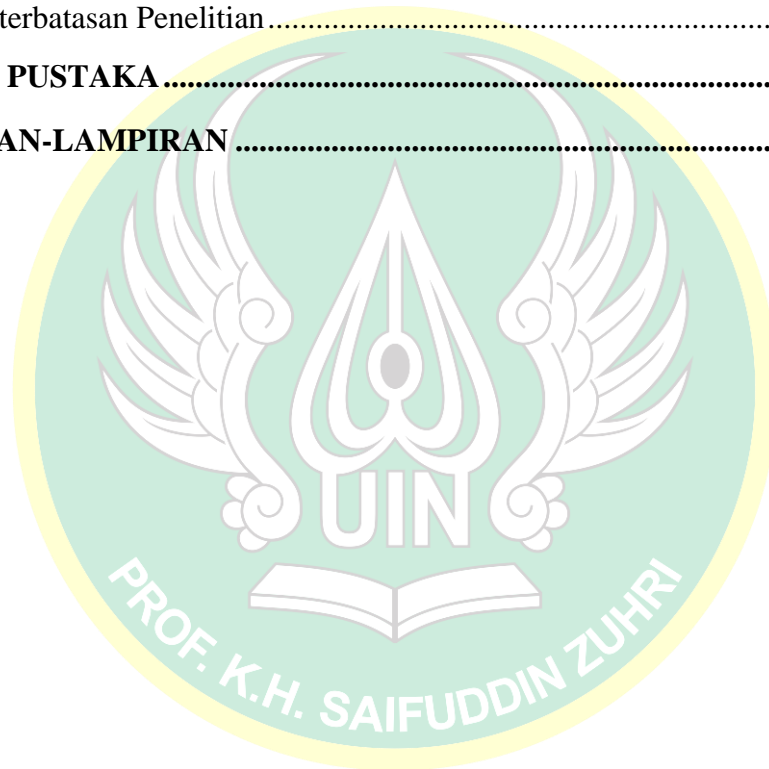 terbatasan Penelitian....................................................................
PUSTAKA....................................................................................
AN-LAMPIRAN...........................................................................
UIN
PROF. K.H. SAIFUDDIN ZUHRI